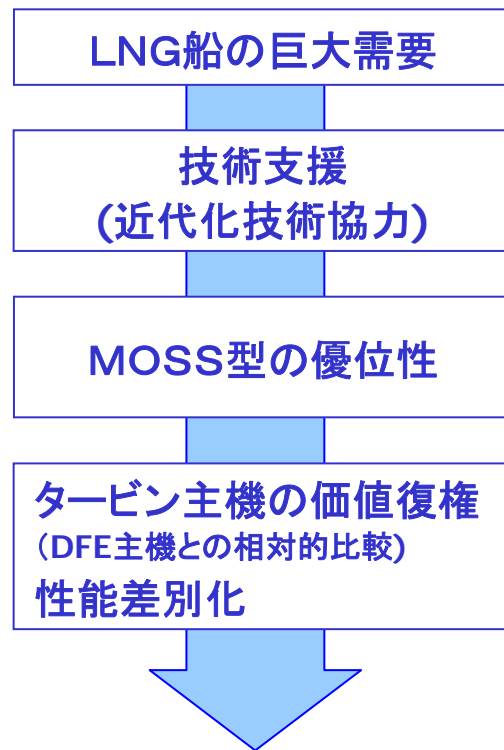 LNG船の巨大需要
技術支援
(近代化技術協力)
MOSS型の優位性
タービン主機の価値復権
(DFE主機との相対的比較)
性能差別化